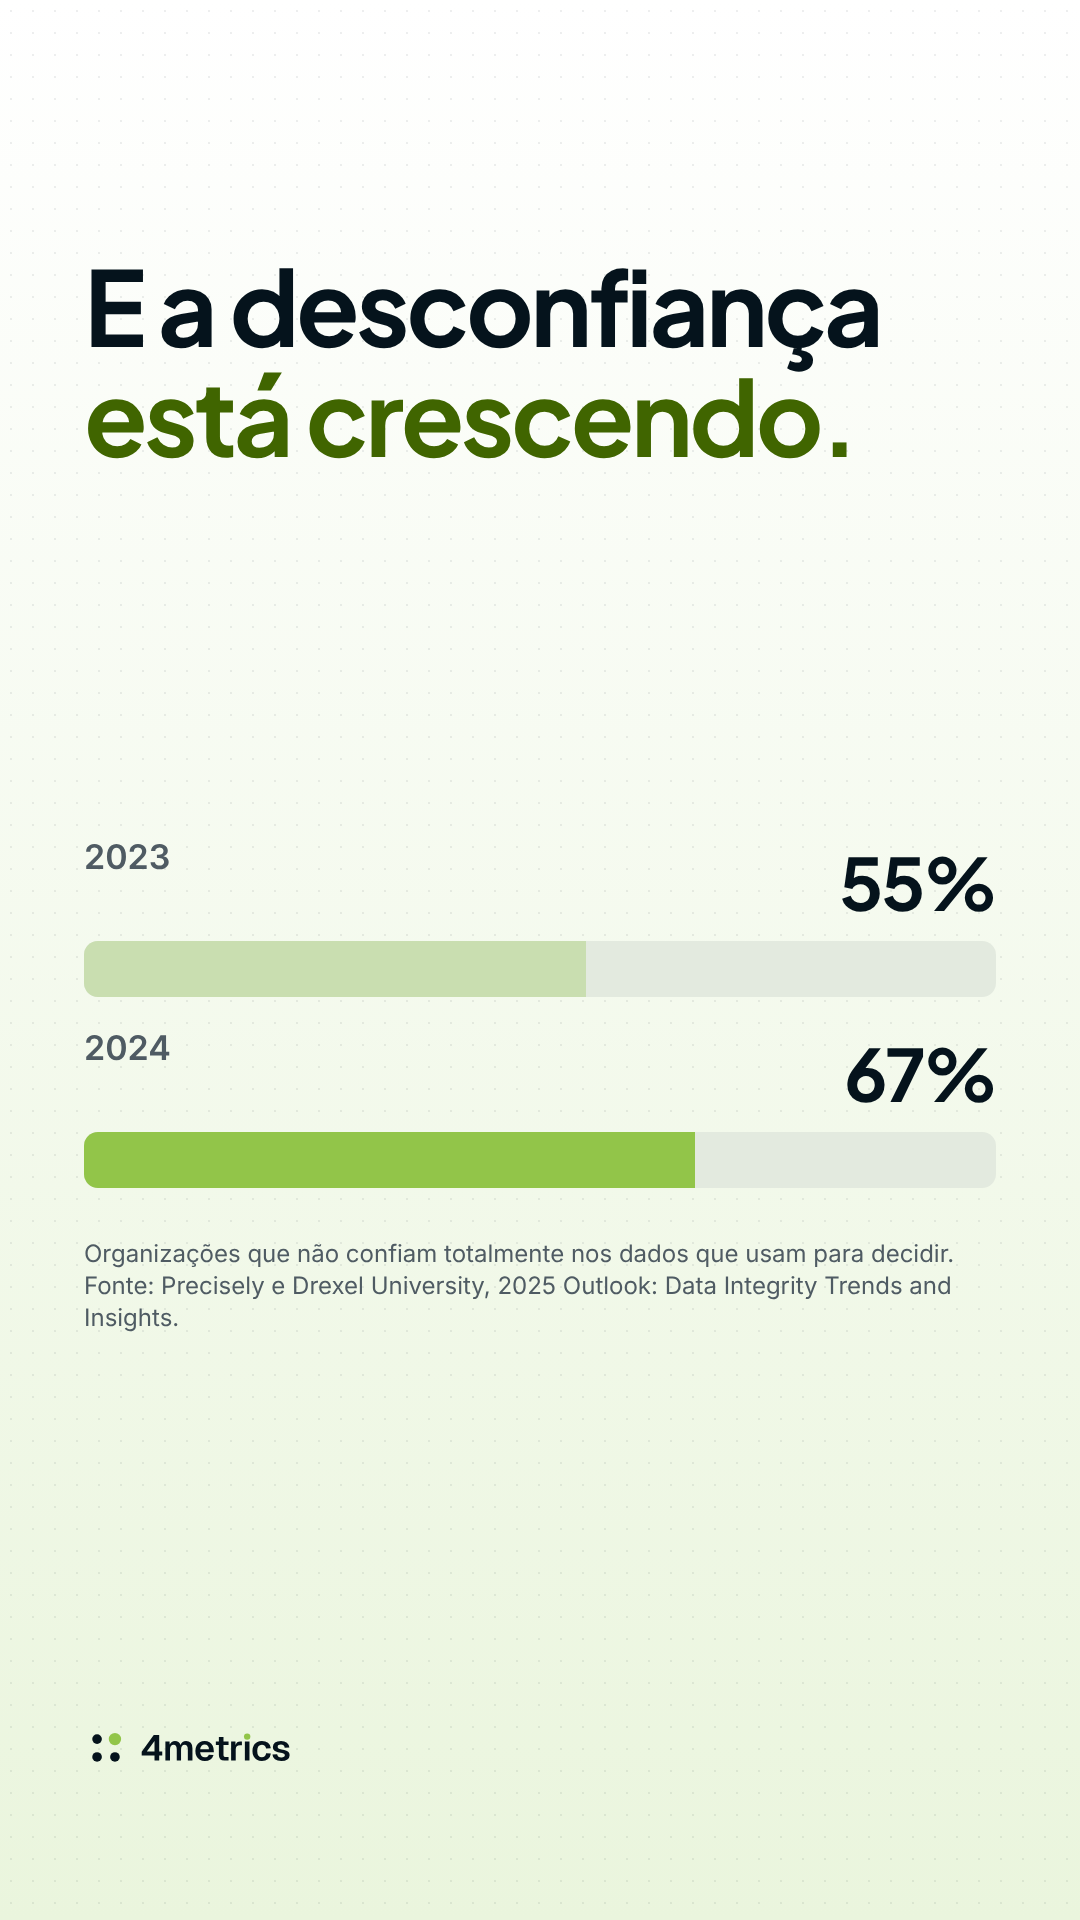 E a desconfiança
está crescendo.
2023
55%
2024
67%
Organizações que não confiam totalmente nos dados que usam para decidir.
Fonte: Precisely e Drexel University, 2025 Outlook: Data Integrity Trends and
Insights.
4metrics